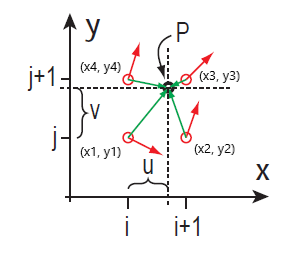 y
P
(x4, y4)
(x3, y3)
j+1
v
j
(x1, y1)
(x2, y2)
u
x
i
i+1